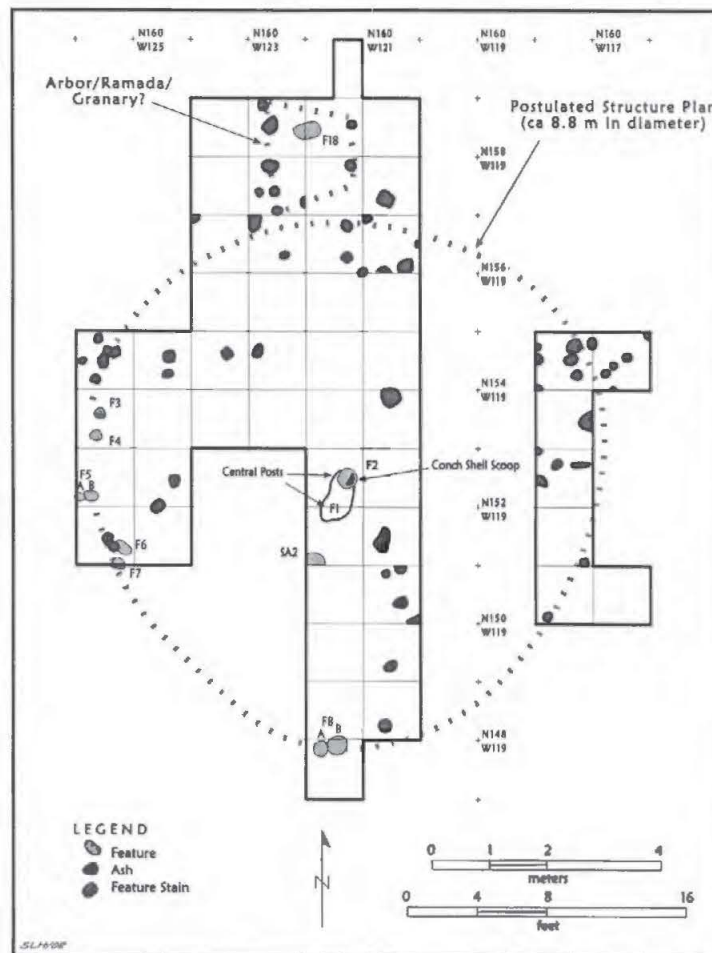 N160 N160 N160 N160 N160
W125 W123 W121 W119 W117
Arbor/Ramada/
Granary?
Postulated Structure Plan
(ca 8.8 m in diameter)
F18
N158
W119
N156
W119
N154
W119
F3
F4
F2
Central Posts
Conch Shell Scoop
F5
A B
F1
N152
W119
F6
SA2
F7
N150
W119
F8
A B
N148
W119
LEGEND
Feature
Ash
Feature Stain
N
0 1 2 4
meters
0 4 8 16
feet